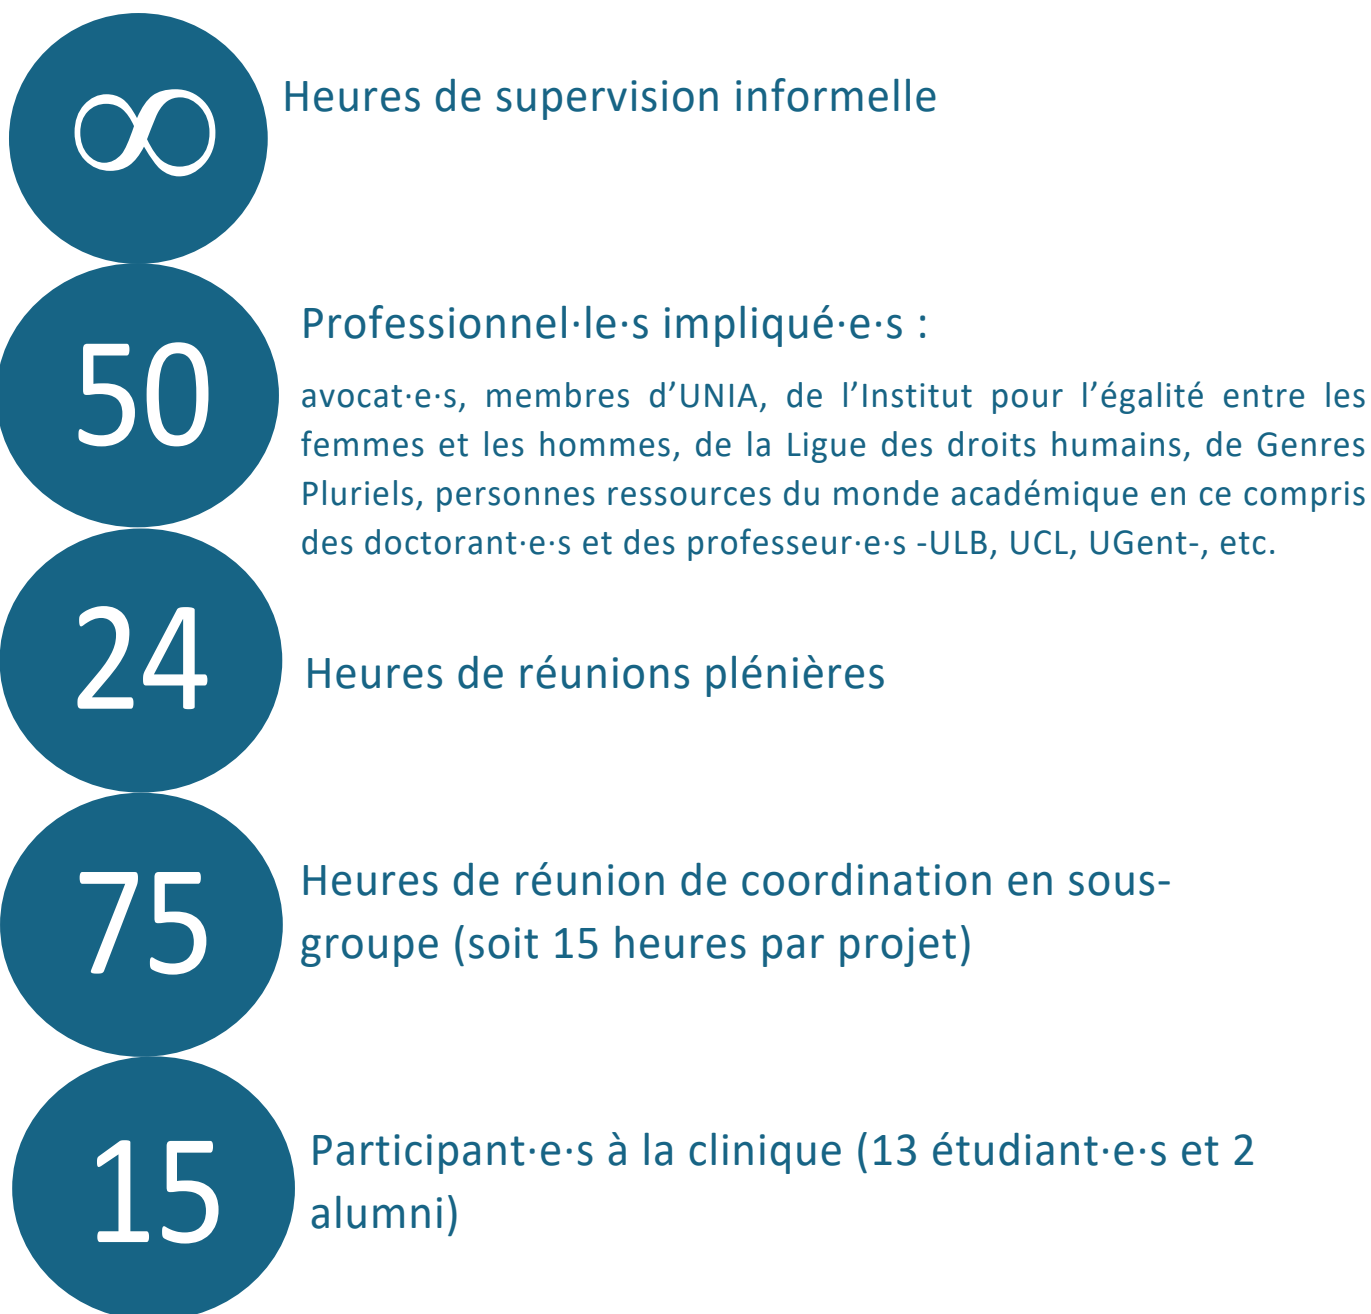 ∞
Heures de supervision informelle
50
Professionnel·le·s impliqué·e·s :
avocat·e·s, membres d’UNIA, de l’Institut pour l’égalité entre les
femmes et les hommes, de la Ligue des droits humains, de Genres
Pluriels, personnes ressources du monde académique en ce compris
des doctorant·e·s et des professeur·e·s -ULB, UCL, UGent-, etc.
24
Heures de réunions plénières
75
Heures de réunion de coordination en sous-
groupe (soit 15 heures par projet)
15
Participant·e·s à la clinique (13 étudiant·e·s et 2
alumni)